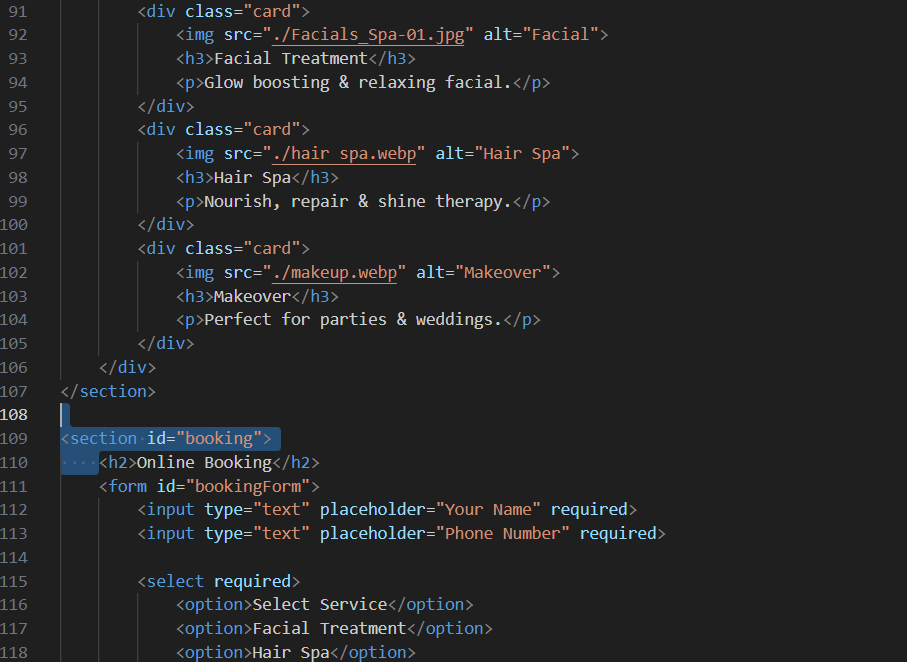 91 <div class="card">
92 <img src="./Facials_Spa-01.jpg" alt="Facial">
93 <h3>Facial Treatment</h3>
94 <p>Glow boosting & relaxing facial.</p>
95 </div>
96 <div class="card">
97 <img src="./hair spa.webp" alt="Hair Spa">
98 <h3>Hair Spa</h3>
99 <p>Nourish, repair & shine therapy.</p>
100 </div>
101 <div class="card">
102 <img src="./makeup.webp" alt="Makeover">
103 <h3>Makeover</h3>
104 <p>Perfect for parties & weddings.</p>
105 </div>
106 </div>
107 </section>
108
109 <section id="booking">
110 <h2>Online Booking</h2>
111 <form id="bookingForm">
112 <input type="text" placeholder="Your Name" required>
113 <input type="text" placeholder="Phone Number" required>
114
115 <select required>
116 <option>Select Service</option>
117 <option>Facial Treatment</option>
118 <option>Hair Spa</option>